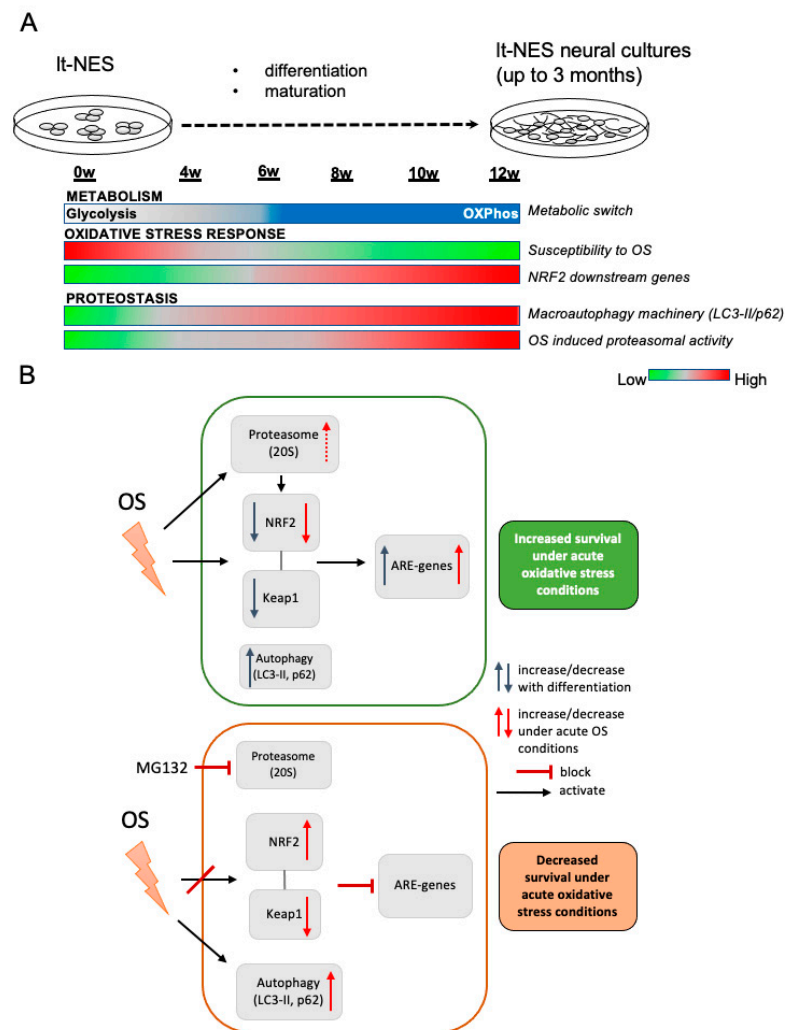 A
lt-NES
• differentiation
• maturation
lt-NES neural cultures
(up to 3 months)
0w 4w 6w 8w 10w 12w
METABOLISM
Glycolysis OXPhos Metabolic switch
OXIDATIVE STRESS RESPONSE
Susceptibility to OS
NRF2 downstream genes
PROTEOSTASIS
Macroautophagy machinery (LC3-II/p62)
OS induced proteasomal activity
Low High
B
OS
Proteasome
(20S)
NRF2
Keap1
ARE-genes
Autophagy
(LC3-II, p62)
Increased survival
under acute
oxidative stress
conditions
increase/decrease
with differentiation
increase/decrease
under acute OS
conditions
block
activate
MG132
Proteasome
(20S)
OS
NRF2
Keap1
ARE-genes
Autophagy
(LC3-II, p62)
Decreased
survival under
acute oxidative
stress conditions